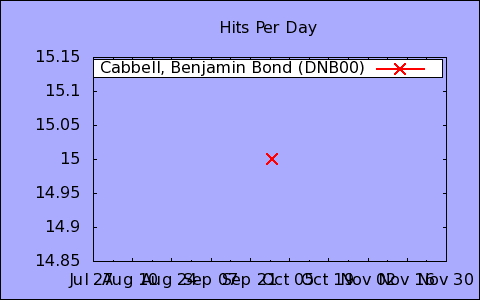 Hits Per Day
15.15
Cabbell, Benjamin Bond (DNB00)
15.1
15.05
15
14.95
14.9
14.85
Jul 27 Aug 10 Aug 24 Sep 07 Sep 21 Oct 05 Oct 19 Nov 02 Nov 16 Nov 30